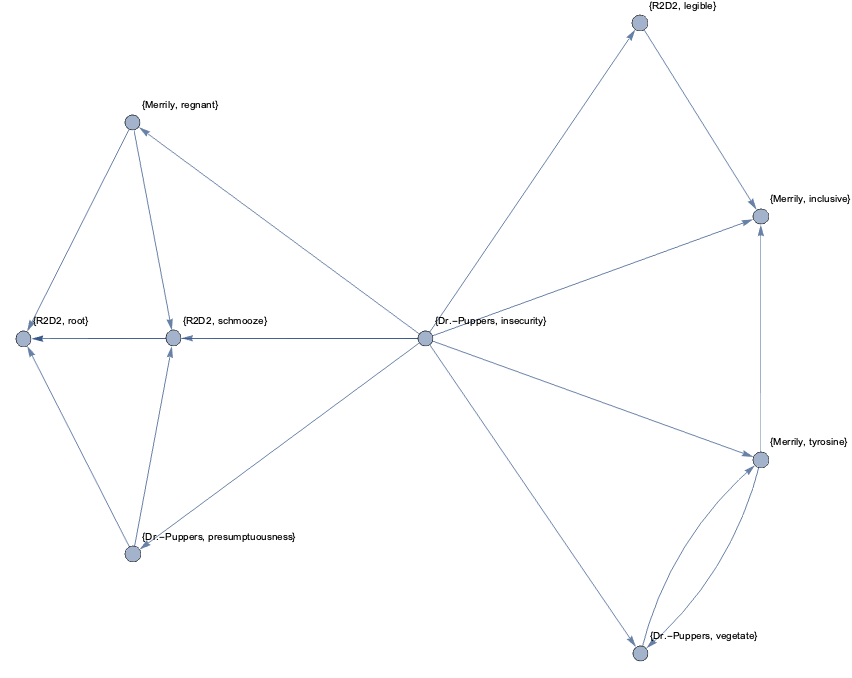 {R2D2, legible}
{Merrily, regnant}
{Merrily, inclusive}
{R2D2, root}
{R2D2, schmooze}
{Dr.-Puppers, insecurity}
{Merrily, tyrosine}
{Dr.-Puppers, presumptuousness}
{Dr.-Puppers, vegetate}